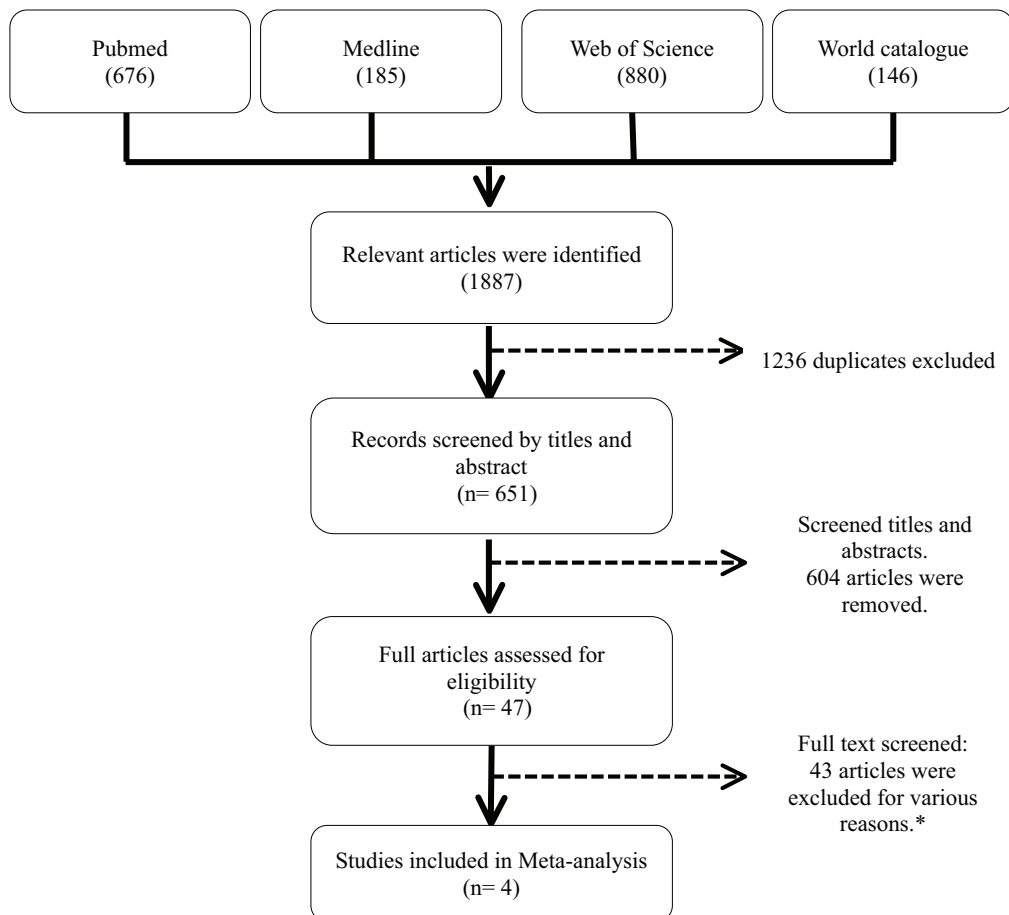 Pubmed
(676)
Medline
(185)
Web of Science
(880)
World catalogue
(146)
Relevant articles were identified
(1887)
1236 duplicates excluded
Records screened by titles and
abstract
(n= 651)
Screened titles and
abstracts.
604 articles were
removed.
Full articles assessed for
eligibility
(n= 47)
Full text screened:
43 articles were
excluded for various
reasons.*
Studies included in Meta-analysis
(n= 4)